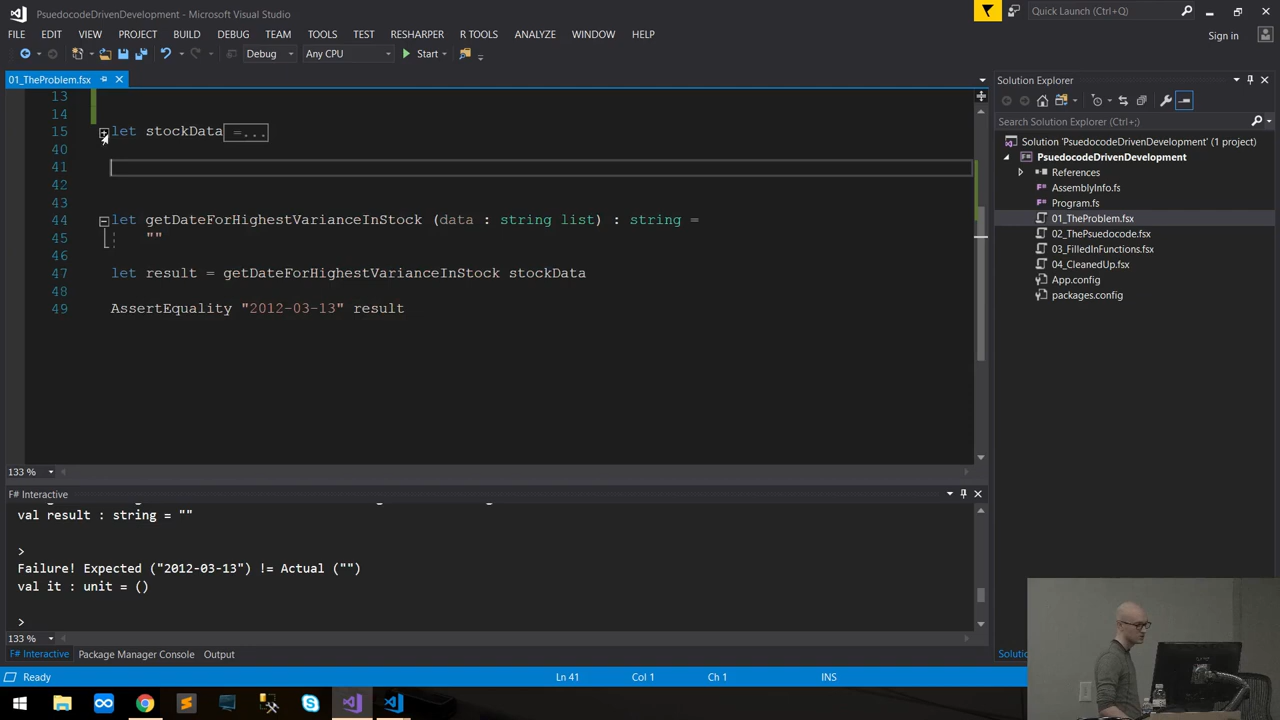 PsuedocodeDrivenDevelopment - Microsoft Visual Studio
Quick Launch (Ctrl+;)
FILE EDIT VIEW PROJECT BUILD DEBUG TEAM TOOLS TEST RESHARPER R TOOLS ANALYZE WINDOW HELP
Sign in
Debug Any CPU Start
01_TheProblem.fsx
13
14
15 let stockData =...
40
41
42
43
44 let getDateForHighestVarianceInStock (data : string list) : string =
45 ""
46
47 let result = getDateForHighestVarianceInStock stockData
48
49 AssertEquality "2012-03-13" result
133 %
F# Interactive
val result : string = ""
>
Failure! Expected ("2012-03-13") != Actual ("")
val it : unit = ()
>
133 %
F# Interactive Package Manager Console Output
Solution Explorer
Search Solution Explorer (Ctrl+;)
Solution 'PsuedocodeDrivenDevelopment' (1 project)
PsuedocodeDrivenDevelopment
References
AssemblyInfo.fs
Program.fs
01_TheProblem.fsx
02_ThePsuedocode.fsx
03_FilledInFunctions.fsx
04_CleanedUp.fsx
App.config
packages.config
Ready Ln 41 Col 1 Ch 1 INS